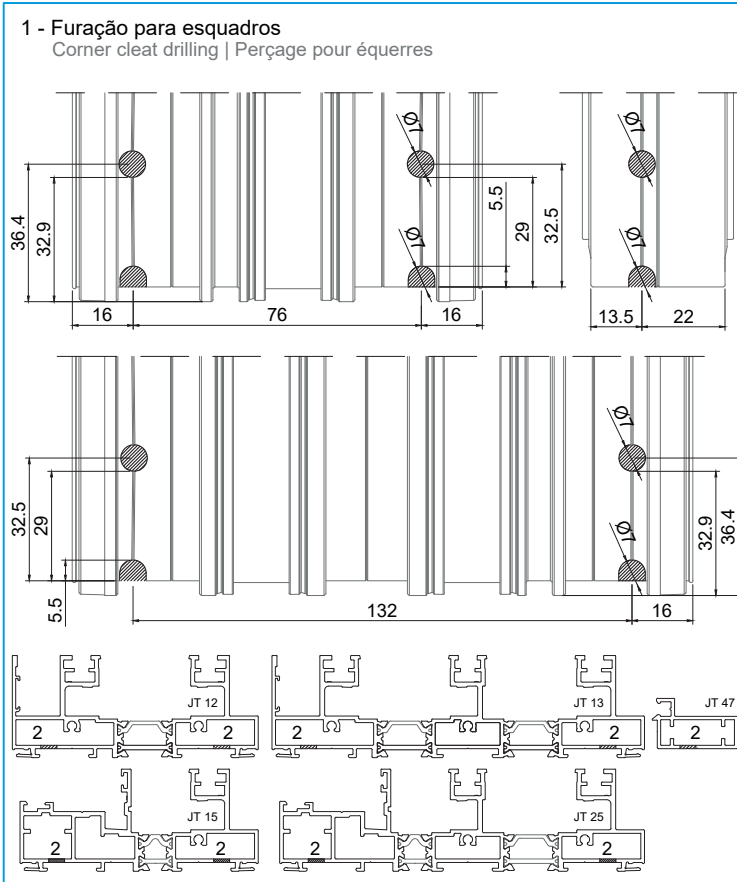 1 - Furação para esquadros
Corner cleat drilling | Perçage pour équerres
Ø7
Ø7
Ø7
Ø7
36.4
32.9
5.5
29
32.5
16
76
16
13.5
22
Ø7
Ø7
32.5
29
5.5
32.9
36.4
132
16
JT 12
2
2
JT 13
2
2
JT 47
2
JT 15
2
2
JT 25
2
2